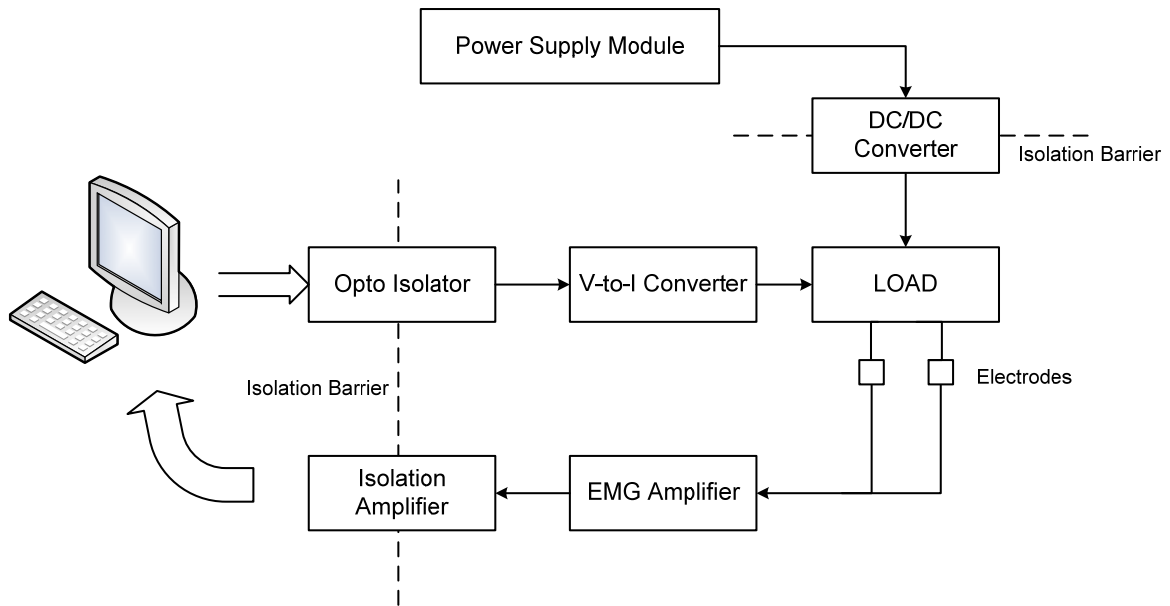 Power Supply Module
DC/DC
Converter
Isolation Barrier
Opto Isolator
V-to-I Converter
LOAD
Isolation Barrier
Electrodes
Isolation
Amplifier
EMG Amplifier